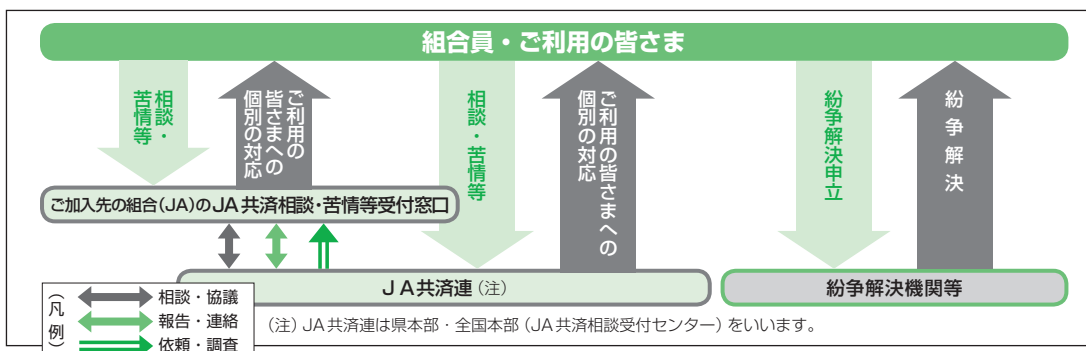 組合員・ご利用の皆さま
相談・
苦情等
ご利用の
皆さまへの
個別の対応
相談・苦情等
ご利用の皆さまへの
個別の対応
紛争解決申立
紛争解決
ご加入先の組合(JA)のJA共済相談・苦情等受付窓口
JA共済連(注)
紛争解決機関等
(凡例)
相談・協議
報告・連絡
依頼・調査
(注)JA共済連は県本部・全国本部(JA共済相談受付センター)をいいます。